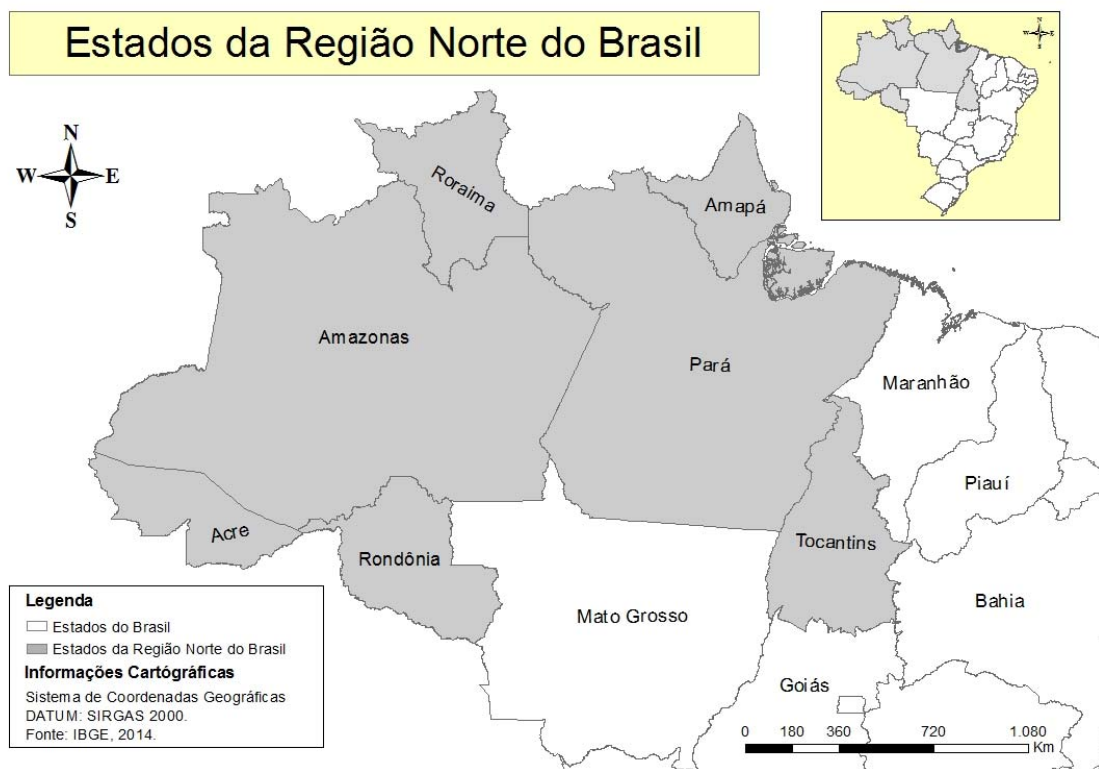 Estados da Região Norte do Brasil
N
W E
S
N
W E
S
Roraima
Amapá
Amazonas
Pará
Maranhão
Piauí
Acre
Rondônia
Tocantins
Mato Grosso
Bahia
Goiás
Legenda
Estados do Brasil
Estados da Região Norte do Brasil
Informações Cartógráficas
Sistema de Coordenadas Geográficas
DATUM: SIRGAS 2000.
Fonte: IBGE, 2014.
0 180 360 720 1.080
Km